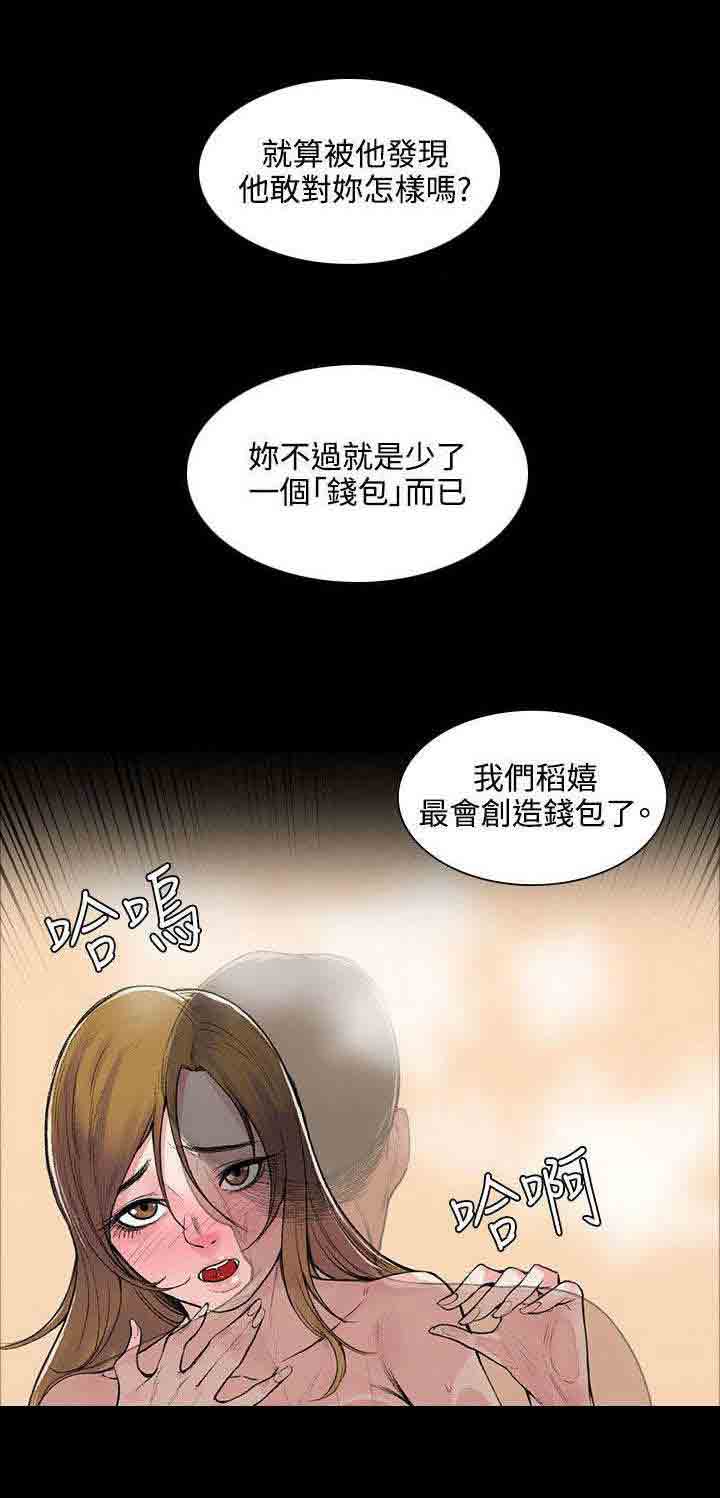 就算被他發現
他敢對妳怎樣嗎?
妳不過就是少了
一個「錢包」而已
我們稻嬉
最會創造錢包了。
哈嗚
哈啊